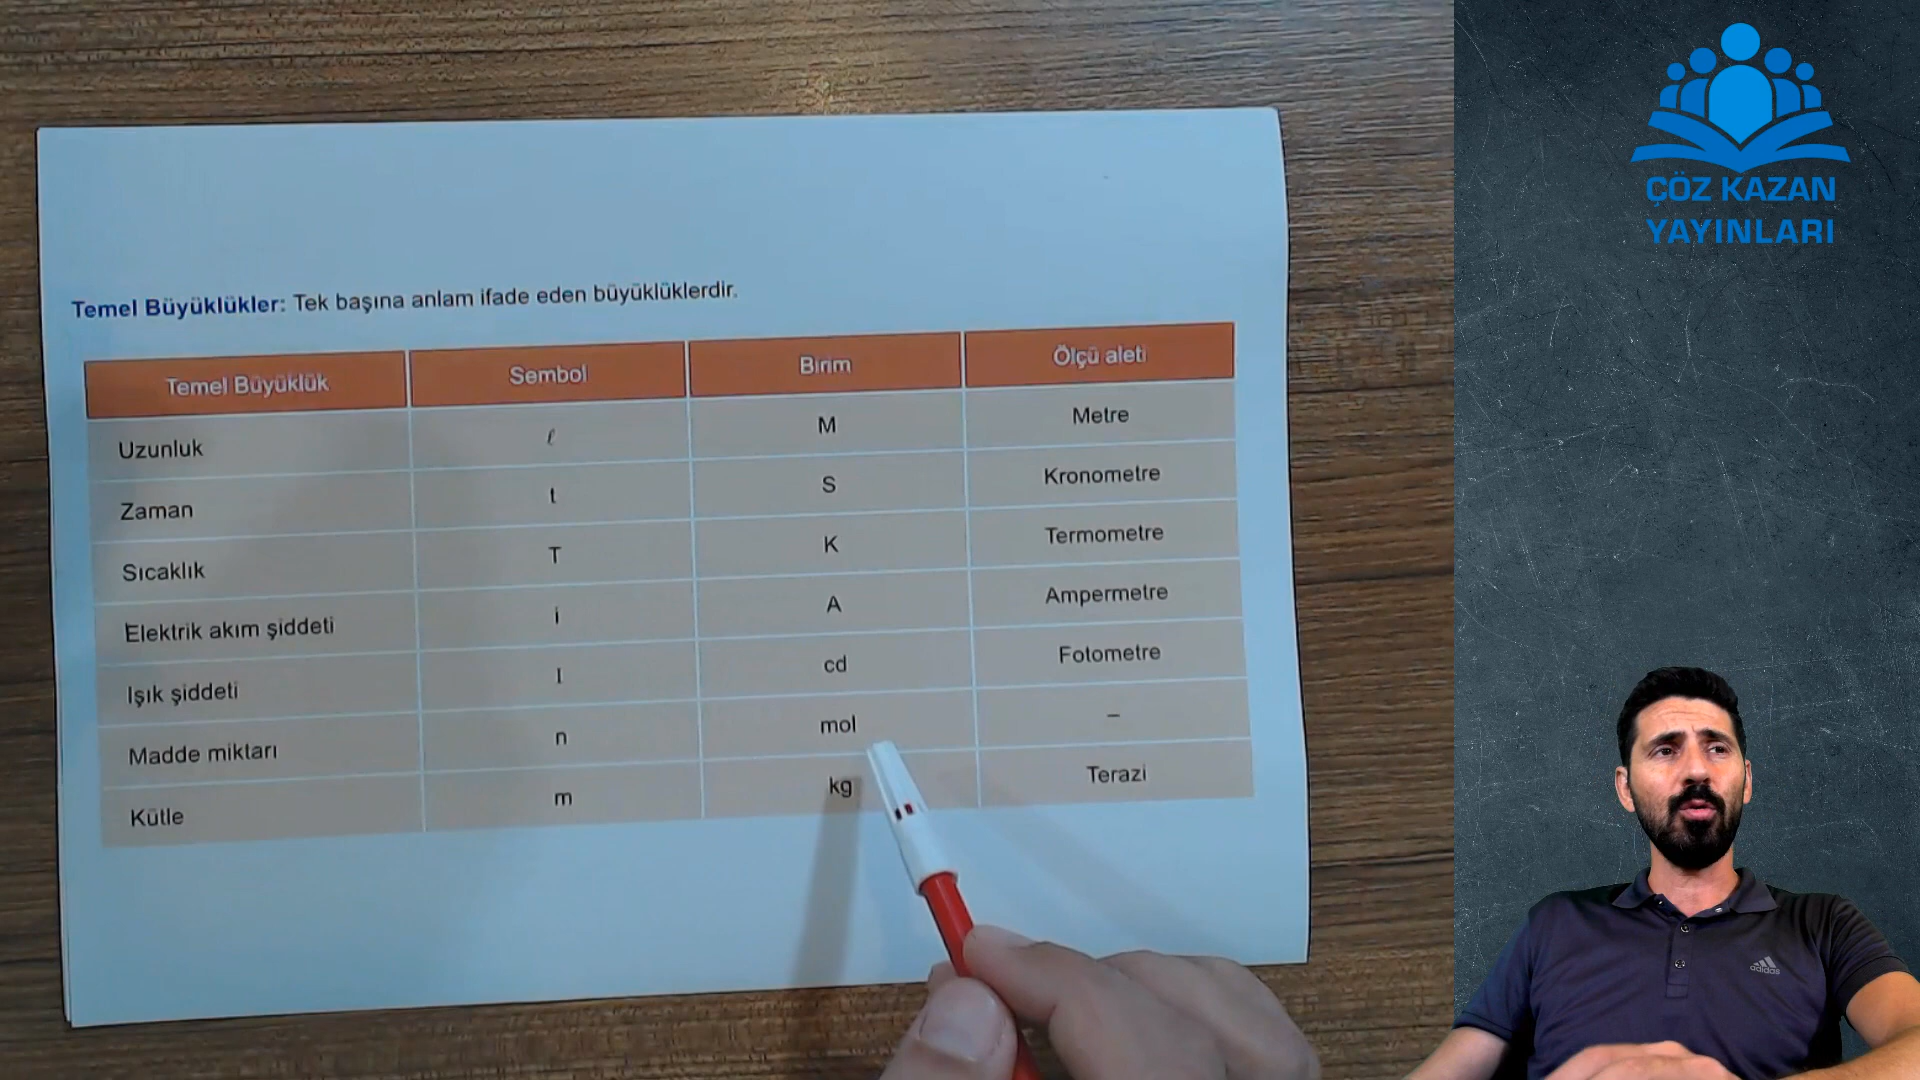 Temel Büyüklükler: Tek başına anlam ifade eden büyüklüklerdir.
Temel Büyüklük Sembol Birim Ölçü aleti
Uzunluk ℓ M Metre
Zaman t S Kronometre
Sıcaklık T K Termometre
Elektrik akım şiddeti i A Ampermetre
Işık şiddeti I cd Fotometre
Madde miktarı n mol –
Kütle m kg Terazi
ÇÖZ KAZAN
YAYINLARI
adidas